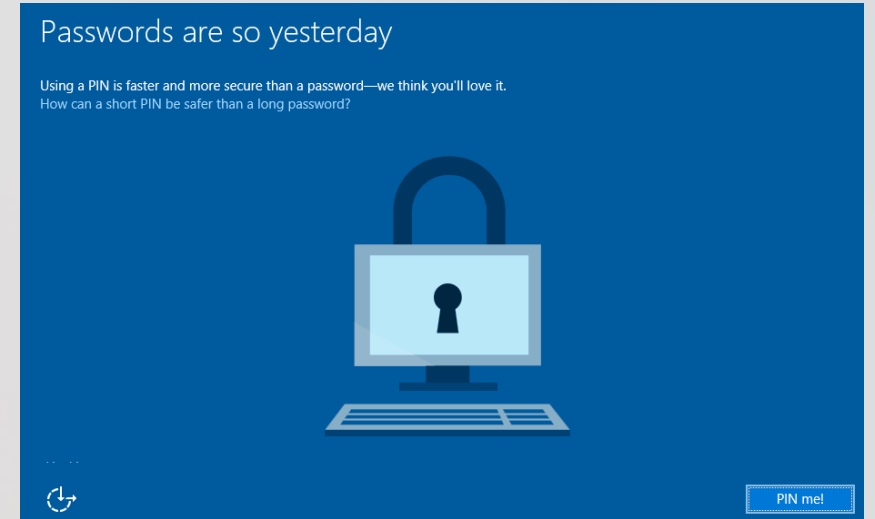 Passwords are so yesterday
Using a PIN is faster and more secure than a password—we think you'll love it.
How can a short PIN be safer than a long password?
PIN me!